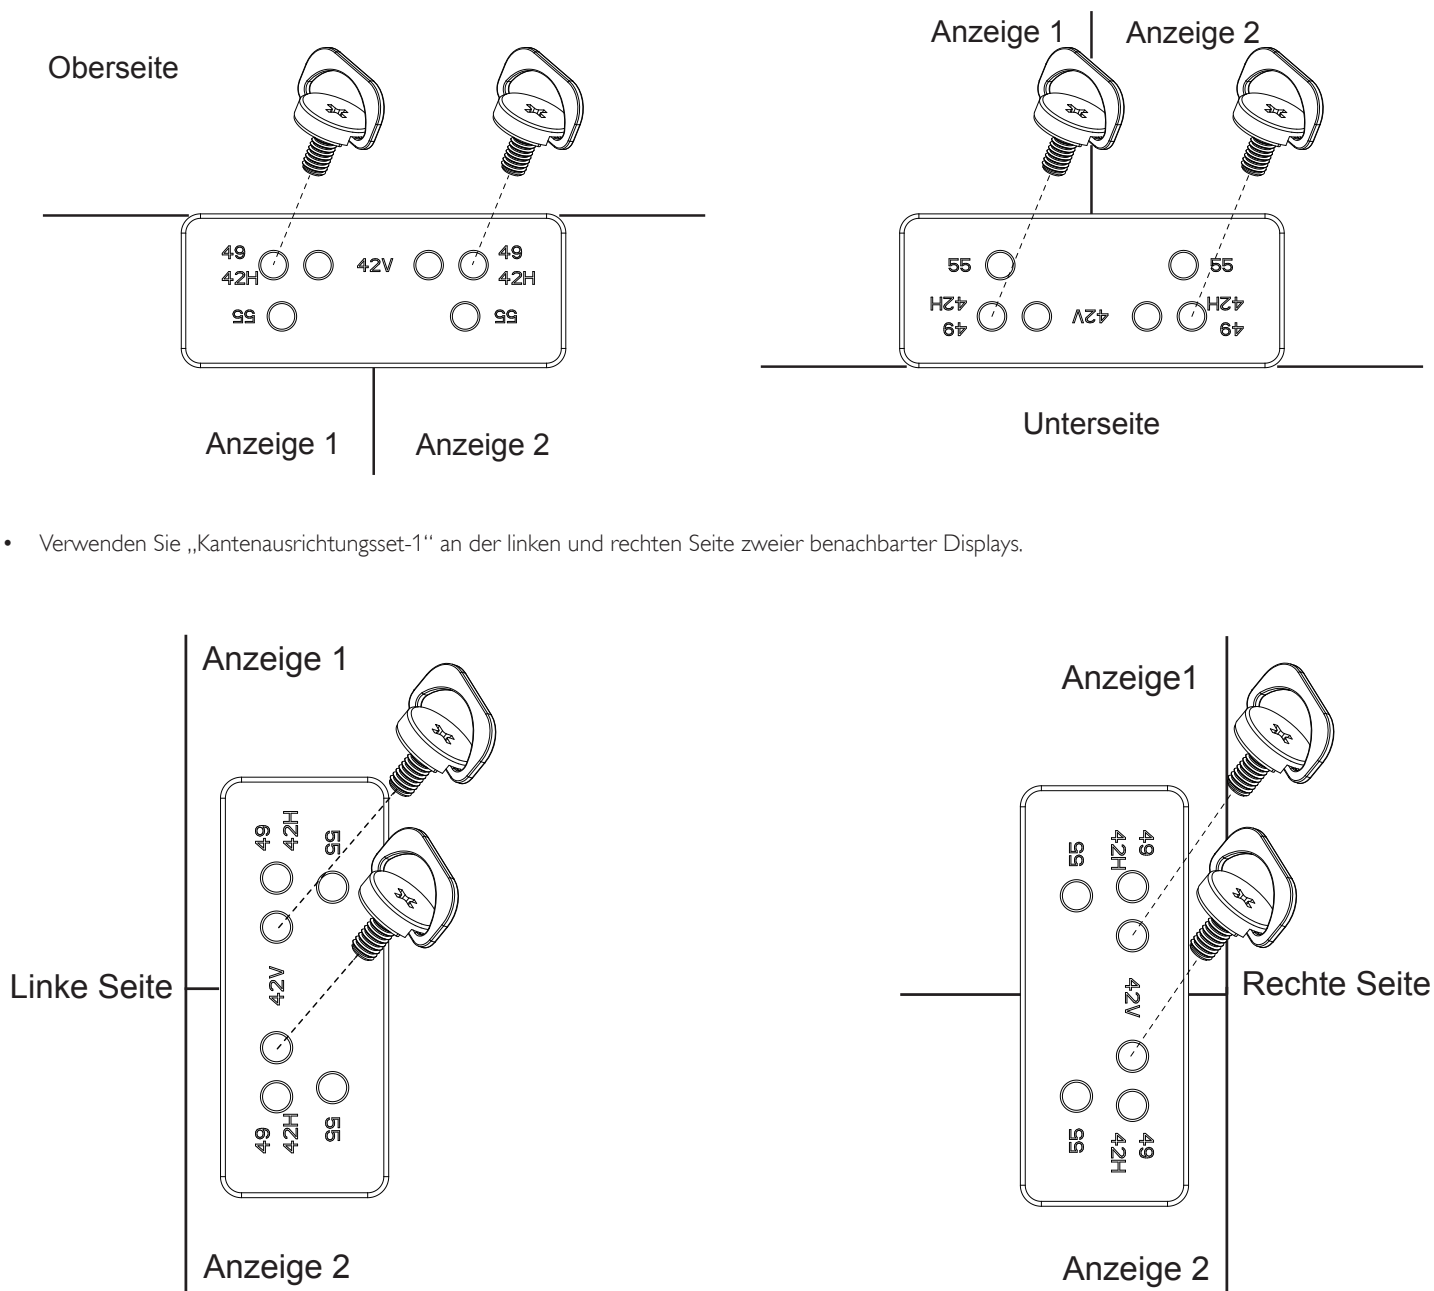 Oberseite
49
42H
42V
49
42H
55
55
Anzeige 1
Anzeige 2
Anzeige 1
Anzeige 2
55
55
42H
49
42V
42H
49
Unterseite
• Verwenden Sie „Kantenausrichtungsset-1“ an der linken und rechten Seite zweier benachbarter Displays.
Anzeige 1
49
42H
55
Linke Seite
42V
49
42H
55
Anzeige 2
Anzeige1
55
42H
49
42V
Rechte Seite
55
42H
49
Anzeige 2